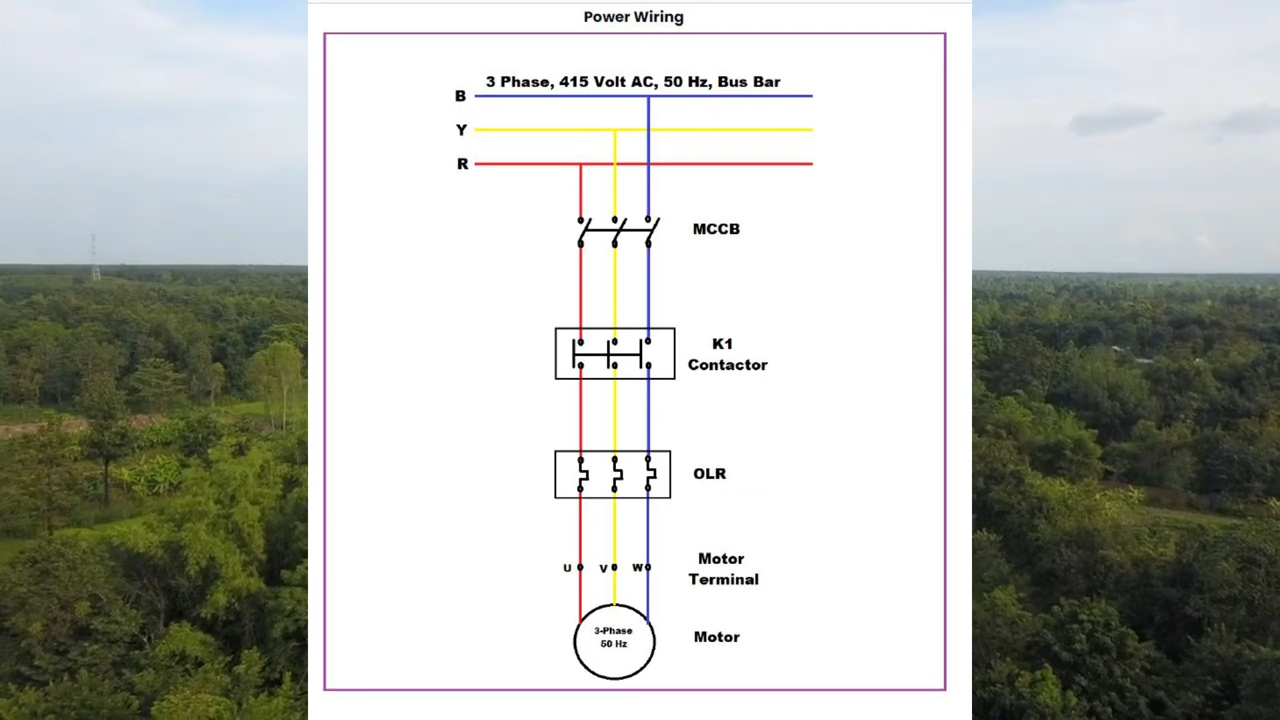 Power Wiring
3 Phase, 415 Volt AC, 50 Hz, Bus Bar
B
Y
R
MCCB
K1
Contactor
OLR
U V W
Motor
Terminal
3-Phase
50 Hz
Motor